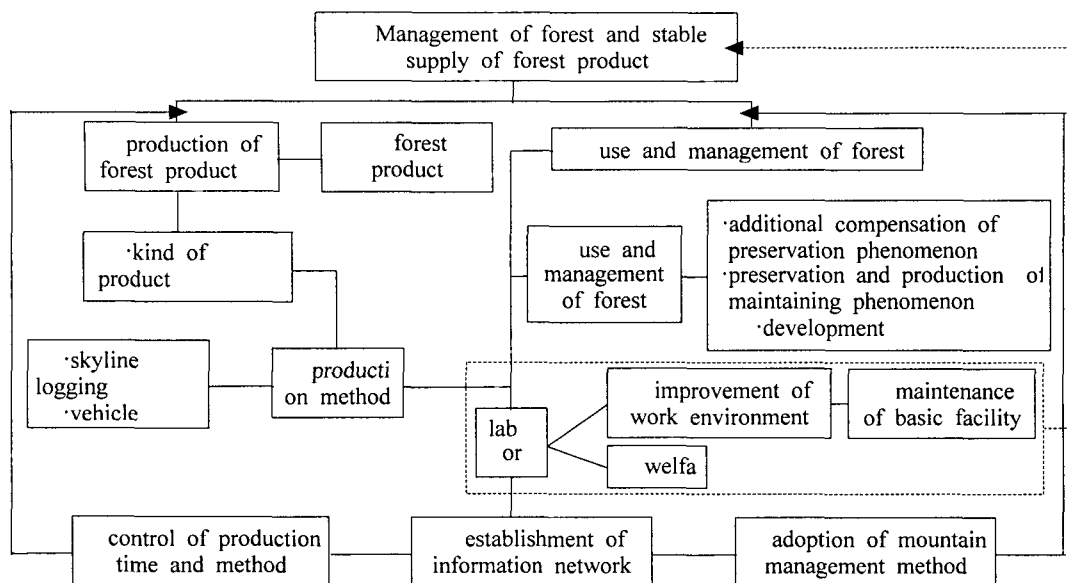 Management of forest and stable
supply of forest product
production of
forest product
forest
product
use and management of forest
·kind of
product
use and
management
of forest
·additional compensation of
preservation phenomenon
·preservation and production of
maintaining phenomenon
·development
·skyline
logging
·vehicle
producti
on method
improvement of
work environment
maintenance
of basic facility
lab
or
welfa
control of production
time and method
establishment of
information network
adoption of mountain
management method